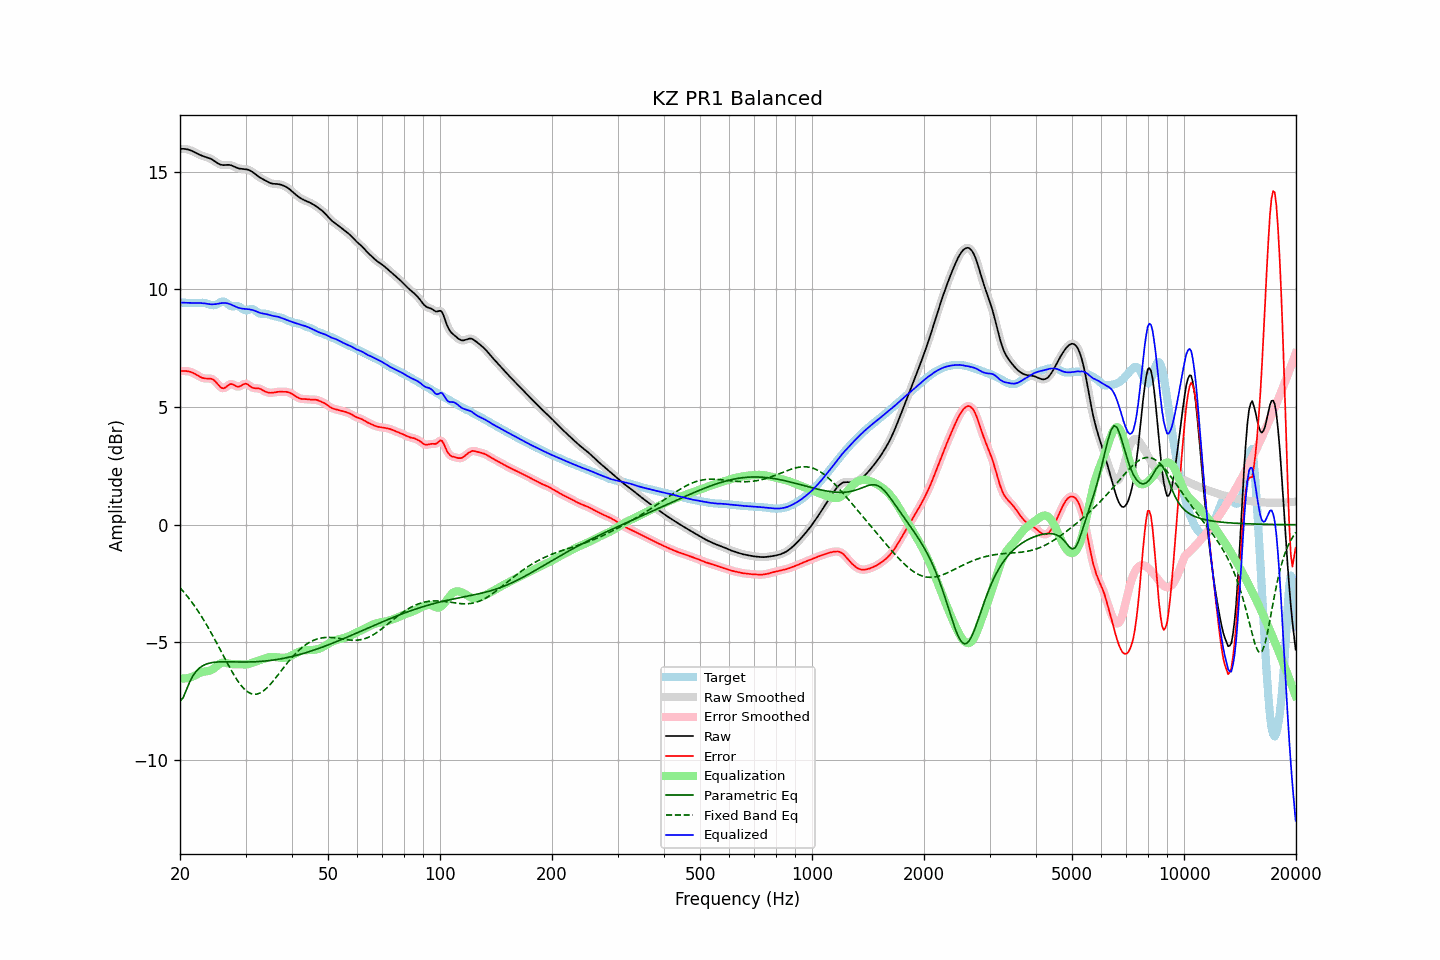 KZ PR1 Balanced
Amplitude (dBr)
15
10
5
0
−5
−10
Target
Raw Smoothed
Error Smoothed
Raw
Error
Equalization
Parametric Eq
Fixed Band Eq
Equalized
20 50 100 200 500 1000 2000 5000 10000 20000
Frequency (Hz)